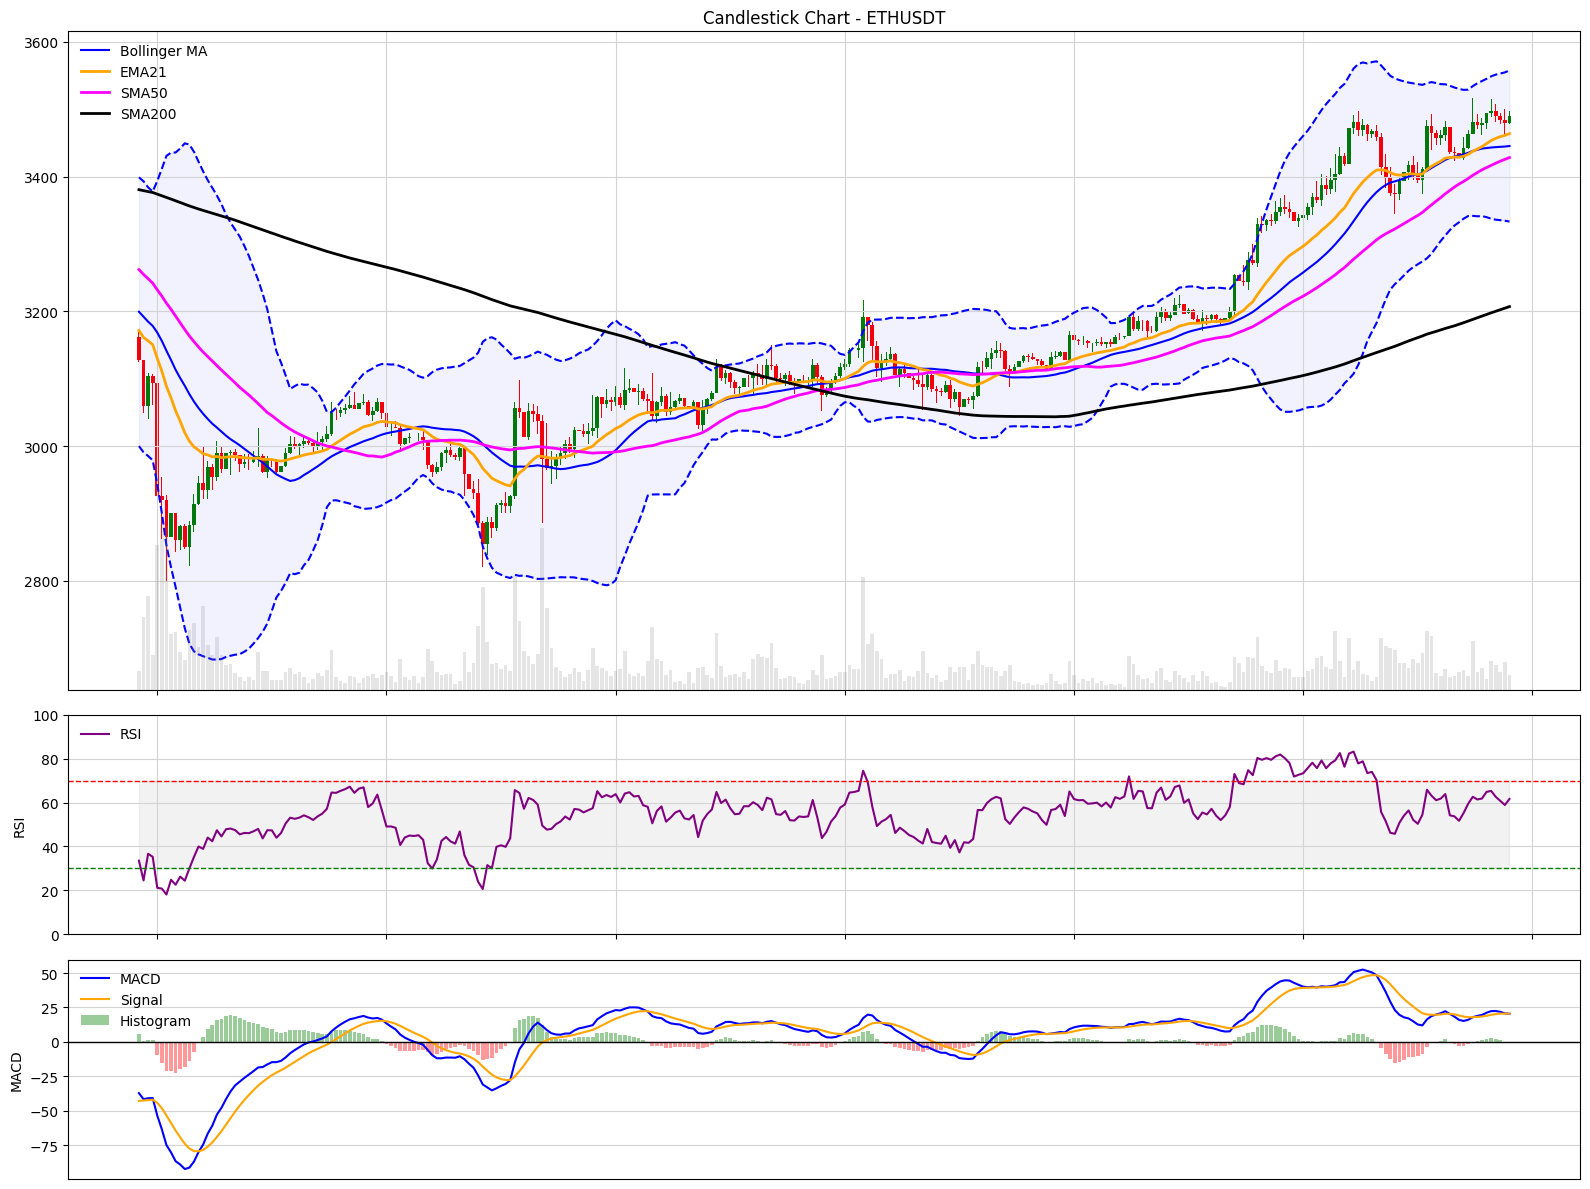 Candlestick Chart - ETHUSDT
Bollinger MA
EMA21
SMA50
SMA200
3600
3400
3200
3000
2800
RSI
100
80
60
40
20
0
RSI
MACD
Signal
Histogram
50
25
0
−25
−50
−75
MACD